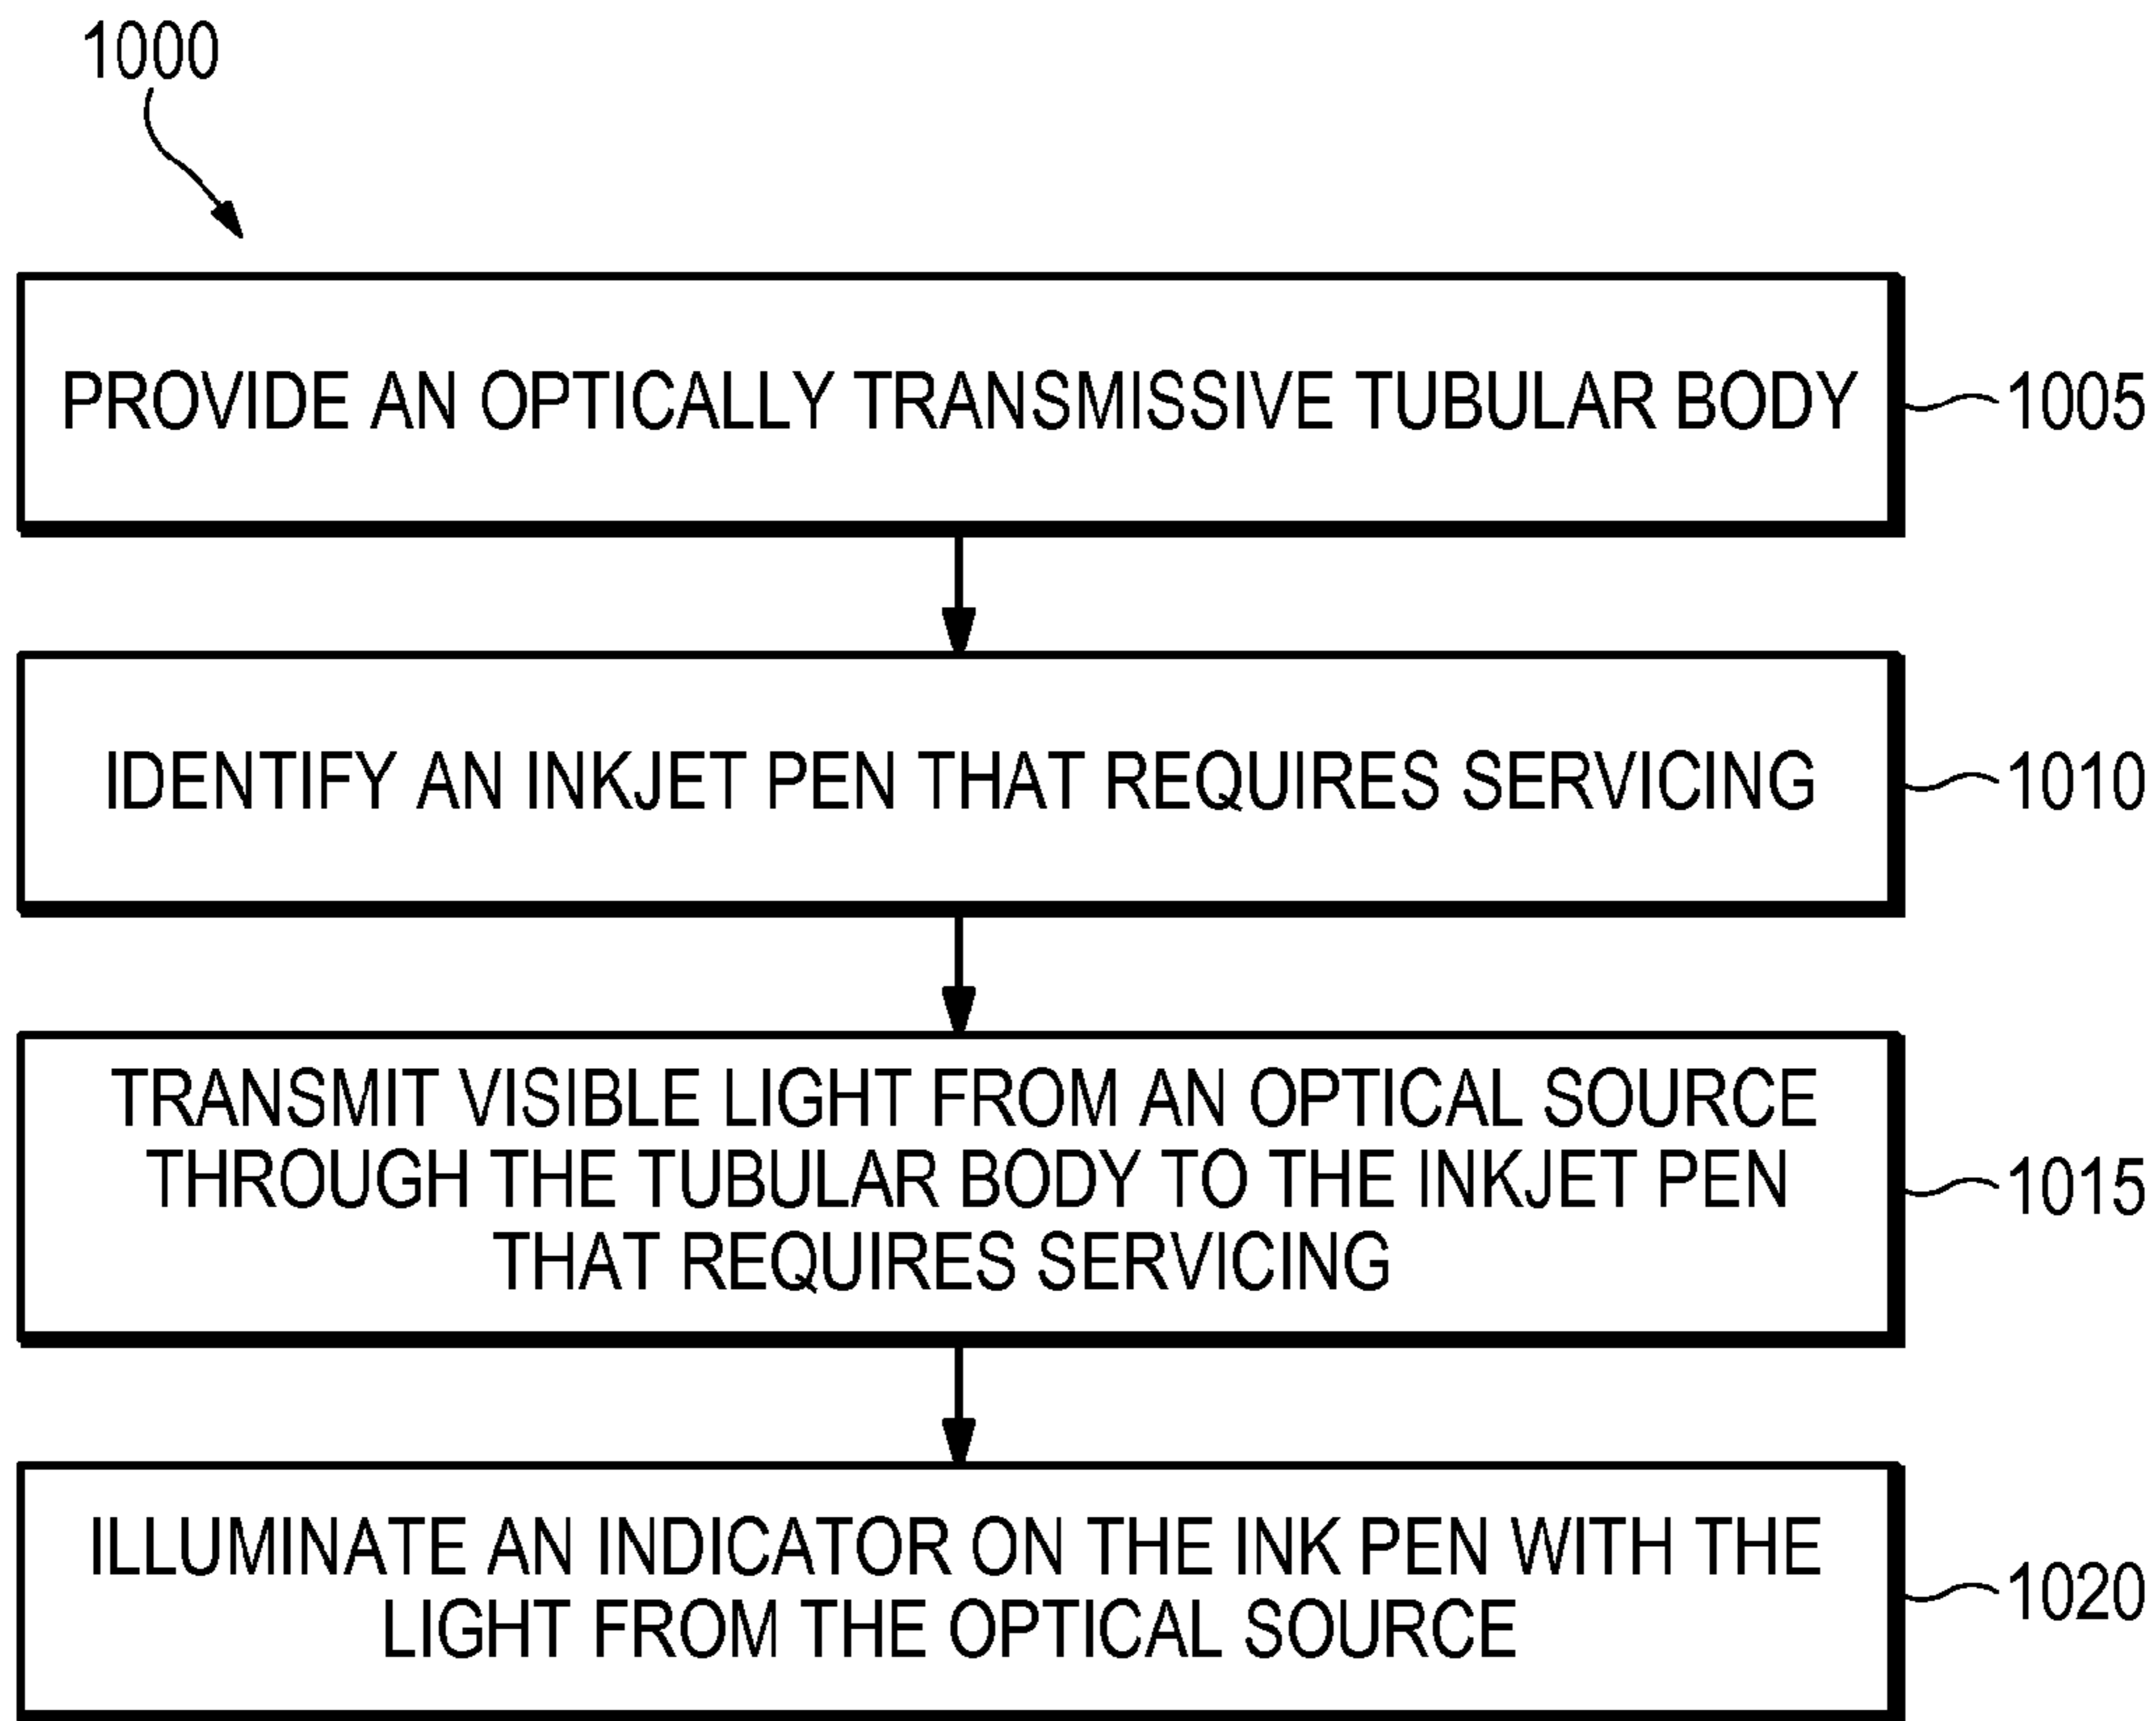 1000
PROVIDE AN OPTICALLY TRANSMISSIVE TUBULAR BODY
1005
IDENTIFY AN INKJET PEN THAT REQUIRES SERVICING
1010
TRANSMIT VISIBLE LIGHT FROM AN OPTICAL SOURCE
THROUGH THE TUBULAR BODY TO THE INKJET PEN
THAT REQUIRES SERVICING
1015
ILLUMINATE AN INDICATOR ON THE INK PEN WITH THE
LIGHT FROM THE OPTICAL SOURCE
1020